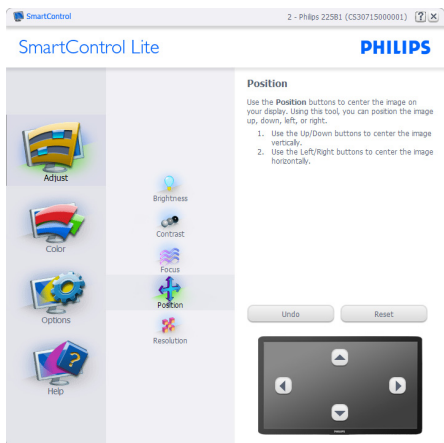 SmartControl
2 - Philips 225B1 (CS30715000001)
SmartControl Lite
PHILIPS
Adjust
Color
Options
Help
Brightness
Contrast
Focus
Position
Resolution
Position
Use the Position buttons to center the image on
your display. Using this tool, you can position the image
up, down, left, or right.
1. Use the Up/Down buttons to center the image
vertically.
2. Use the Left/Right buttons to center the image
horizontally.
Undo
Reset
PHILIPS